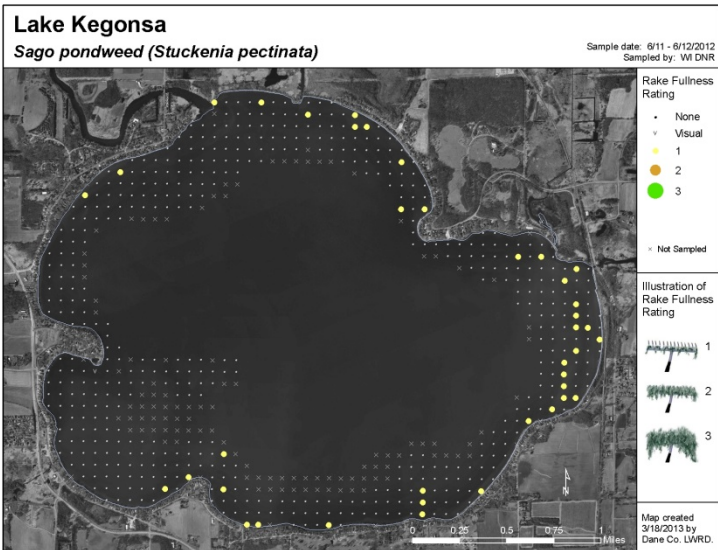 Lake Kegonsa
Sago pondweed (Stuckenia pectinata)
Sample date: 6/11 - 6/12/2012
Sampled by: WI DNR
Rake Fullness
Rating
None
Visual
1
2
3
Not Sampled
Illustration of
Rake Fullness
Rating
1
2
3
N
0 0.25 0.5 0.75 1
Miles
Map created
3/18/2013 by
Dane Co. LWRD.